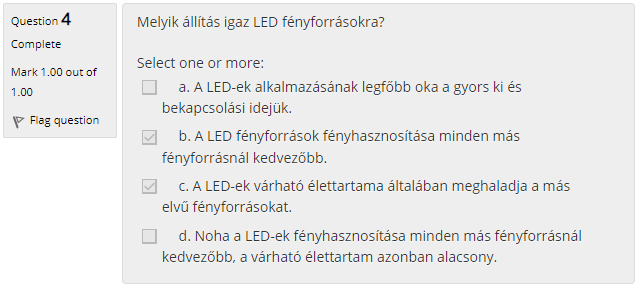 Question 4
Complete
Mark 1.00 out of
1.00
Flag question
Melyik állítás igaz LED fényforrásokra?
Select one or more:
a. A LED-ek alkalmazásának legfőbb oka a gyors ki és
bekapcsolási idejük.
b. A LED fényforrások fényhasznosítása minden más
fényforrásnál kedvezőbb.
c. A LED-ek várható élettartama általában meghaladja a más
elvű fényforrásokat.
d. Noha a LED-ek fényhasznosítása minden más fényforrásnál
kedvezőbb, a várható élettartam azonban alacsony.